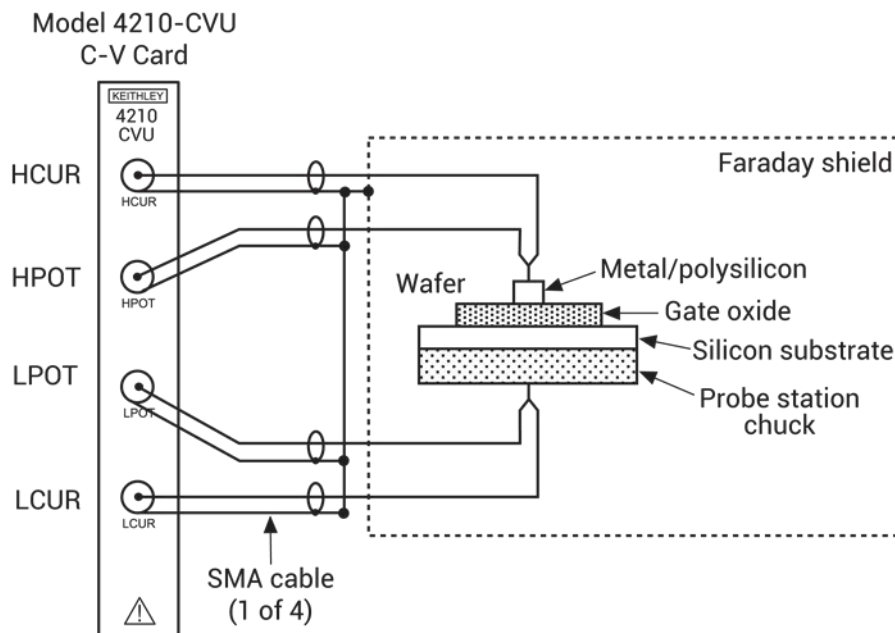 Model 4210-CVU
C-V Card
KEITHLEY
4210
CVU
HCUR
HCUR
HPOT
HPOT
LPOT
LPOT
LCUR
LCUR
SMA cable
(1 of 4)
Faraday shield
Wafer
Metal/polysilicon
Gate oxide
Silicon substrate
Probe station
chuck